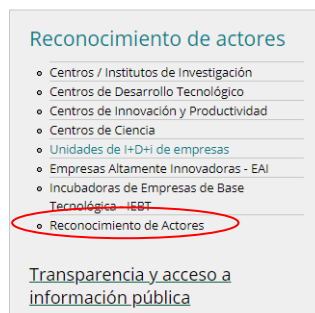 Reconocimiento de actores
Centros / Institutos de Investigación
Centros de Desarrollo Tecnológico
Centros de Innovación y Productividad
Centros de Ciencia
Unidades de I+D+i de empresas
Empresas Altamente Innovadoras - EAI
Incubadoras de Empresas de Base
Tecnológica - IEBT
Reconocimiento de Actores
Transparencia y acceso a
información pública